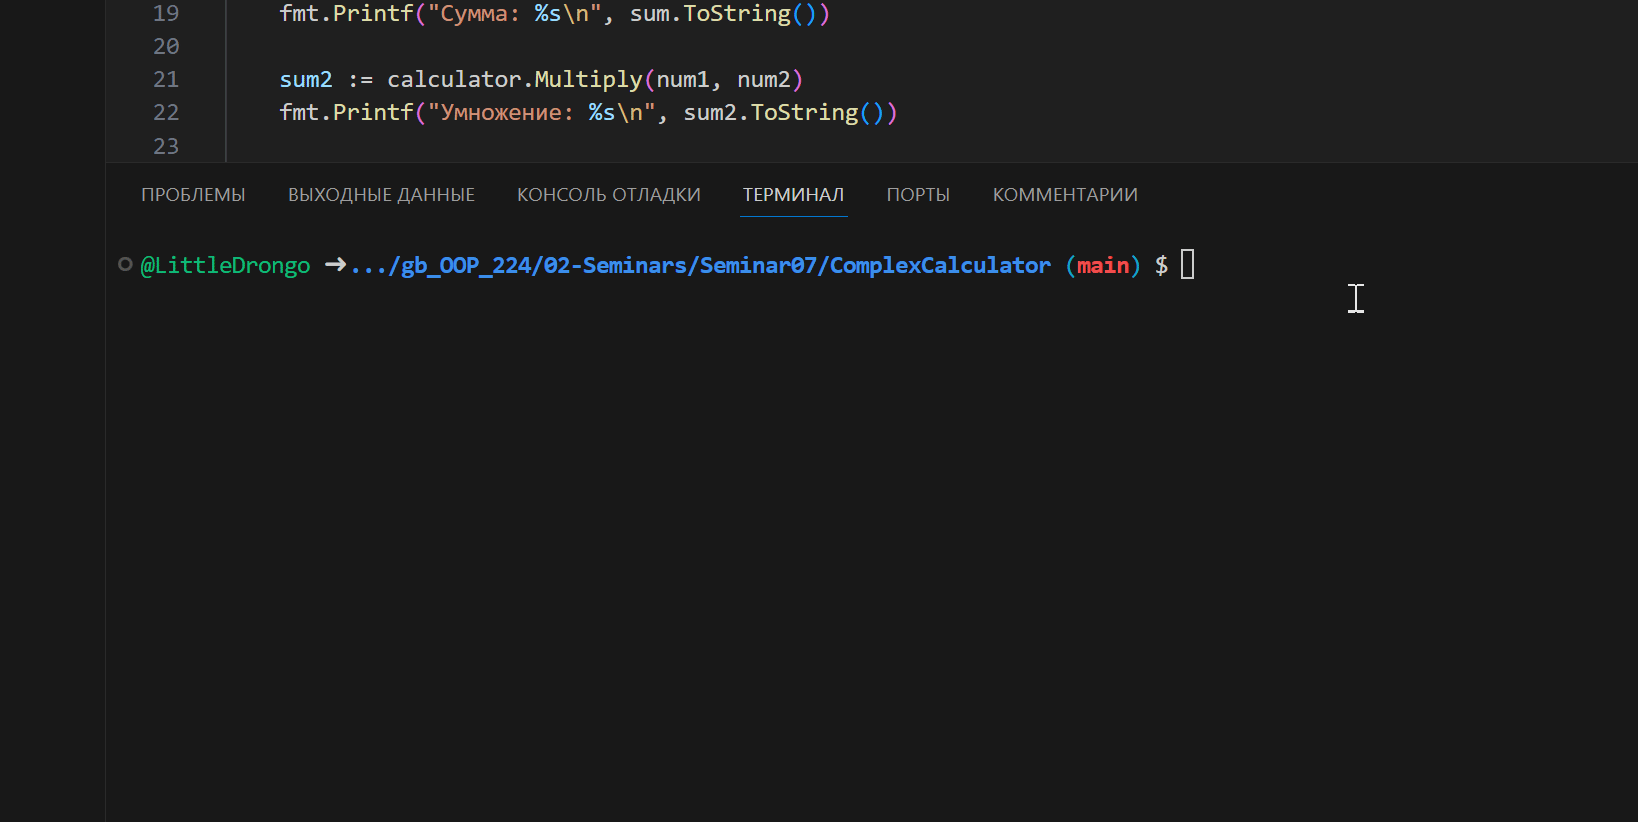 19 fmt.Printf("Сумма: %s\n", sum.ToString())
20
21 sum2 := calculator.Multiply(num1, num2)
22 fmt.Printf("Умножение: %s\n", sum2.ToString())
23
ПРОБЛЕМЫ ВЫХОДНЫЕ ДАННЫЕ КОНСОЛЬ ОТЛАДКИ ТЕРМИНАЛ ПОРТЫ КОММЕНТАРИИ
@LittleDrongo ➜ .../gb_OOP_224/02-Seminars/Seminar07/ComplexCalculator (main) $